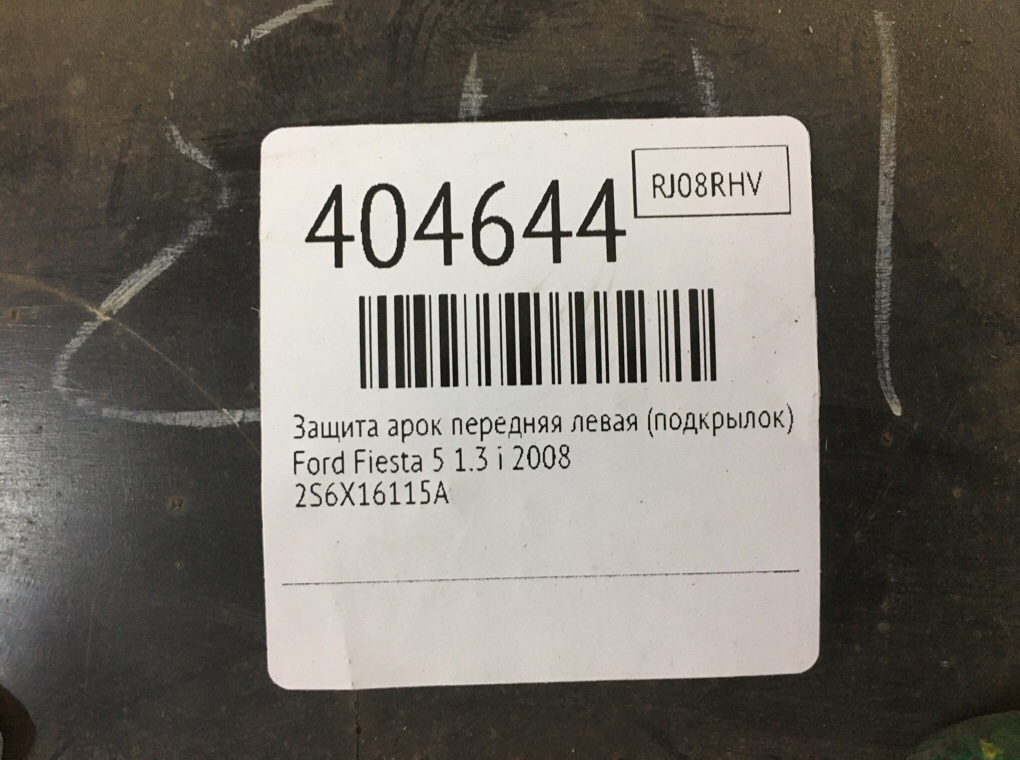 404644
RJ08RHV
Защита арок передняя левая (подкрылок)
Ford Fiesta 5 1.3 i 2008
2S6X16115A